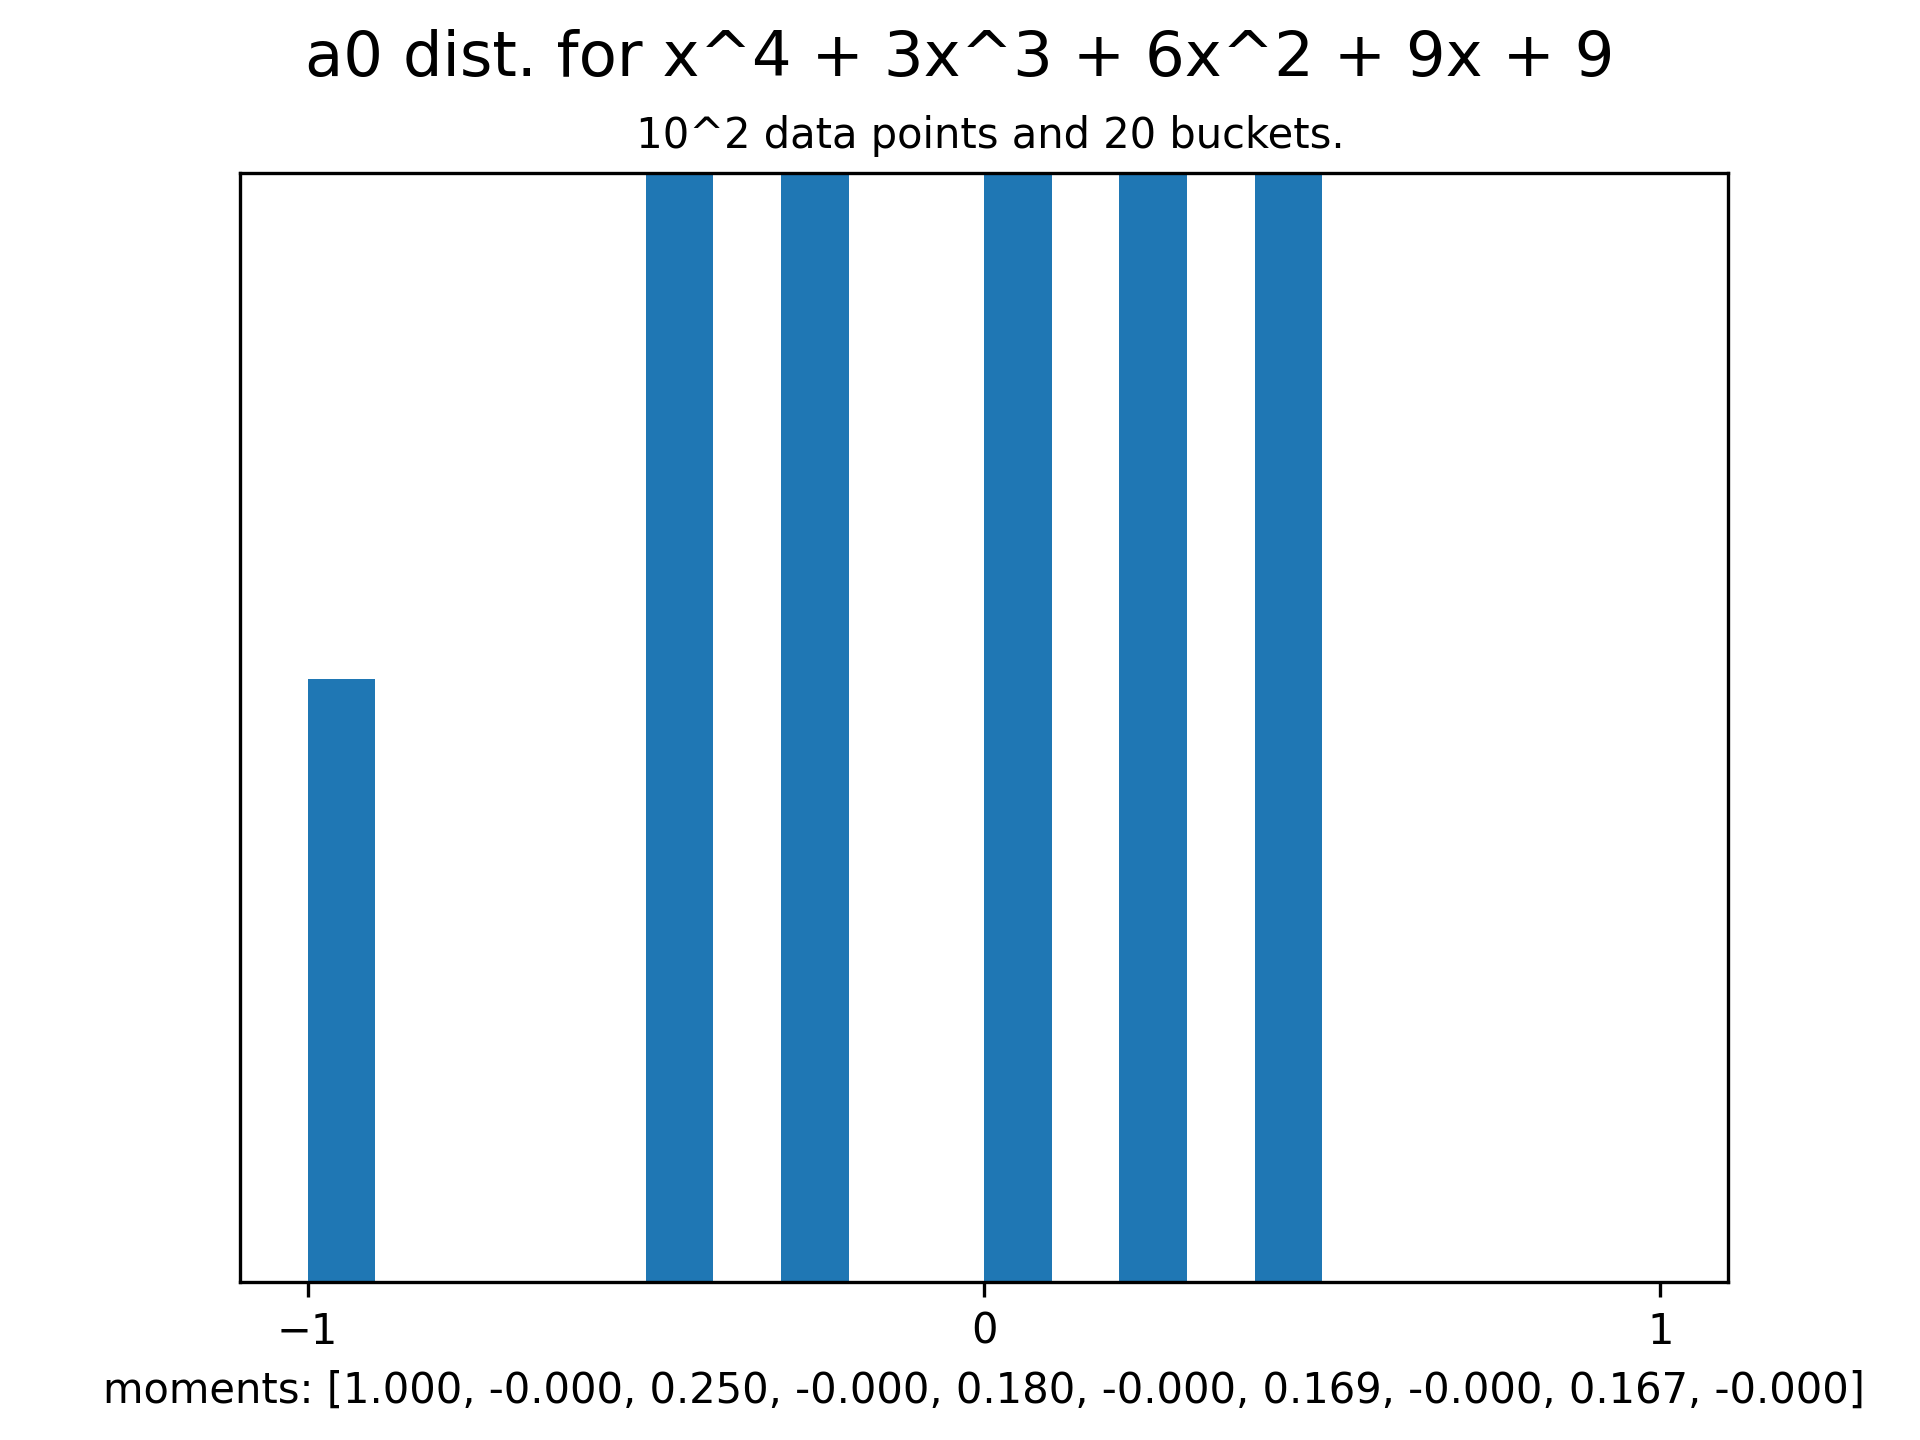 a0 dist. for x^4 + 3x^3 + 6x^2 + 9x + 9
10^2 data points and 20 buckets.
−1 0 1
moments: [1.000, -0.000, 0.250, -0.000, 0.180, -0.000, 0.169, -0.000, 0.167, -0.000]